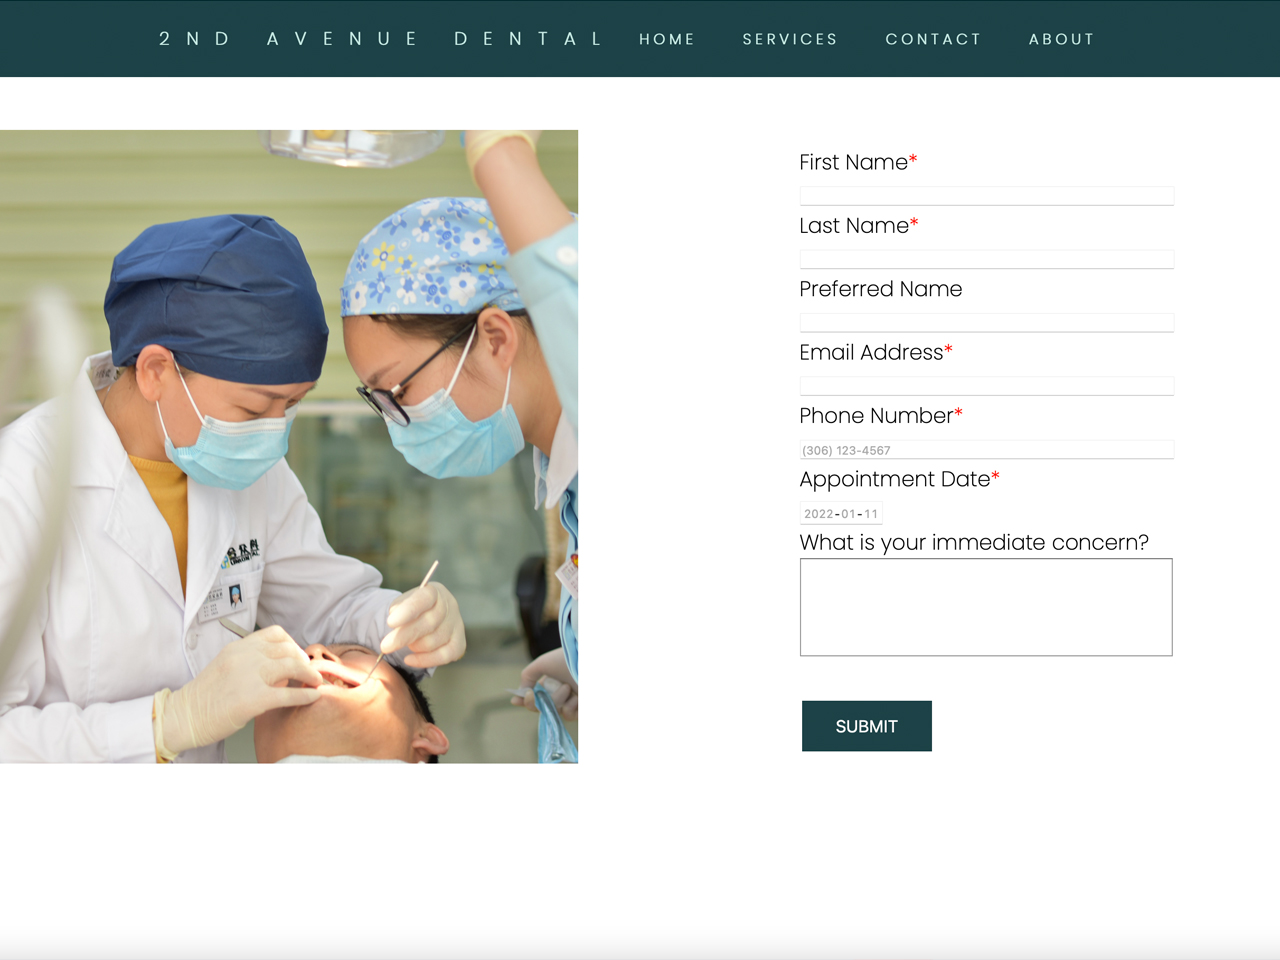 2ND AVENUE DENTAL HOME SERVICES CONTACT ABOUT
First Name*
Last Name*
Preferred Name
Email Address*
Phone Number*
(306) 123-4567
Appointment Date*
2022-01-11
What is your immediate concern?
SUBMIT